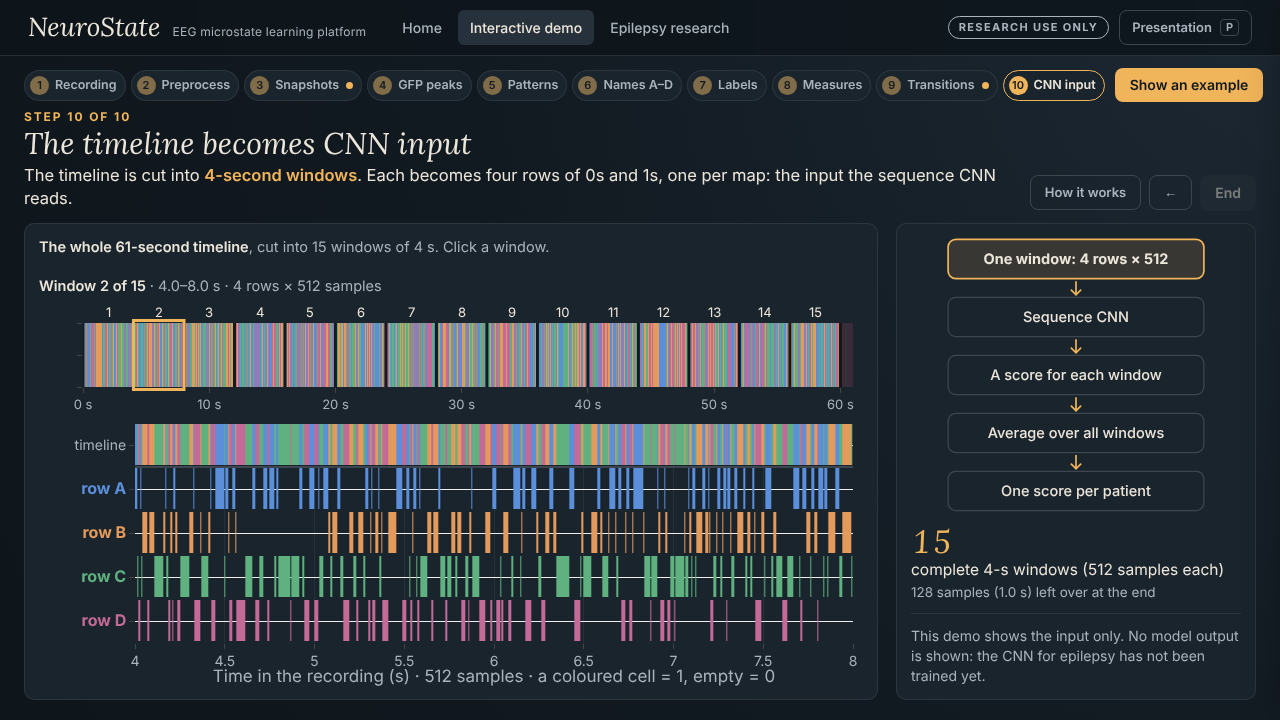 NeuroState EEG microstate learning platform Home Interactive demo Epilepsy research RESEARCH USE ONLY Presentation P
1 Recording 2 Preprocess 3 Snapshots 4 GFP peaks 5 Patterns 6 Names A–D 7 Labels 8 Measures 9 Transitions 10 CNN input Show an example
STEP 10 OF 10
The timeline becomes CNN input
The timeline is cut into 4-second windows. Each becomes four rows of 0s and 1s, one per map: the input the sequence CNN
reads.
How it works ← End
The whole 61-second timeline, cut into 15 windows of 4 s. Click a window.
Window 2 of 15 · 4.0–8.0 s · 4 rows × 512 samples
1 2 3 4 5 6 7 8 9 10 11 12 13 14 15
0 s 10 s 20 s 30 s 40 s 50 s 60 s
timeline
row A
row B
row C
row D
4 4.5 5 5.5 6 6.5 7 7.5 8
Time in the recording (s) · 512 samples · a coloured cell = 1, empty = 0
One window: 4 rows × 512
↓
Sequence CNN
↓
A score for each window
↓
Average over all windows
↓
One score per patient
15
complete 4-s windows (512 samples each)
128 samples (1.0 s) left over at the end
This demo shows the input only. No model output
is shown: the CNN for epilepsy has not been
trained yet.